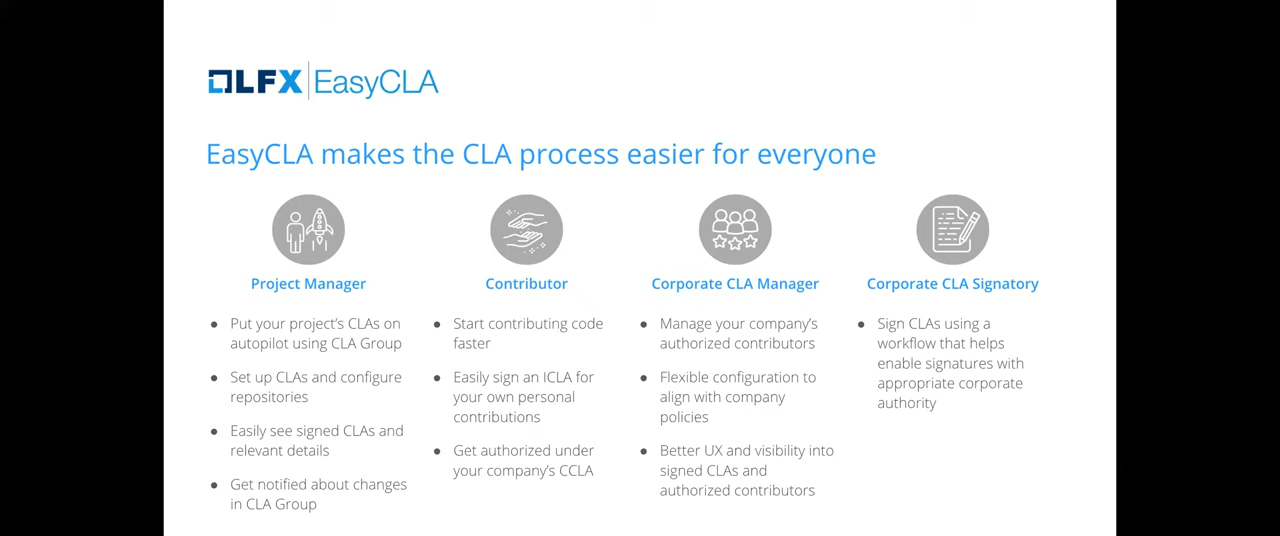 LFX | EasyCLA
EasyCLA makes the CLA process easier for everyone
Project Manager
● Put your project's CLAs on
autopilot using CLA Group
● Set up CLAs and configure
repositories
● Easily see signed CLAs and
relevant details
● Get notified about changes
in CLA Group
Contributor
● Start contributing code
faster
● Easily sign an ICLA for
your own personal
contributions
● Get authorized under
your company's CCLA
Corporate CLA Manager
● Manage your company's
authorized contributors
● Flexible configuration to
align with company
policies
● Better UX and visibility into
signed CLAs and
authorized contributors
Corporate CLA Signatory
● Sign CLAs using a
workflow that helps
enable signatures with
appropriate corporate
authority